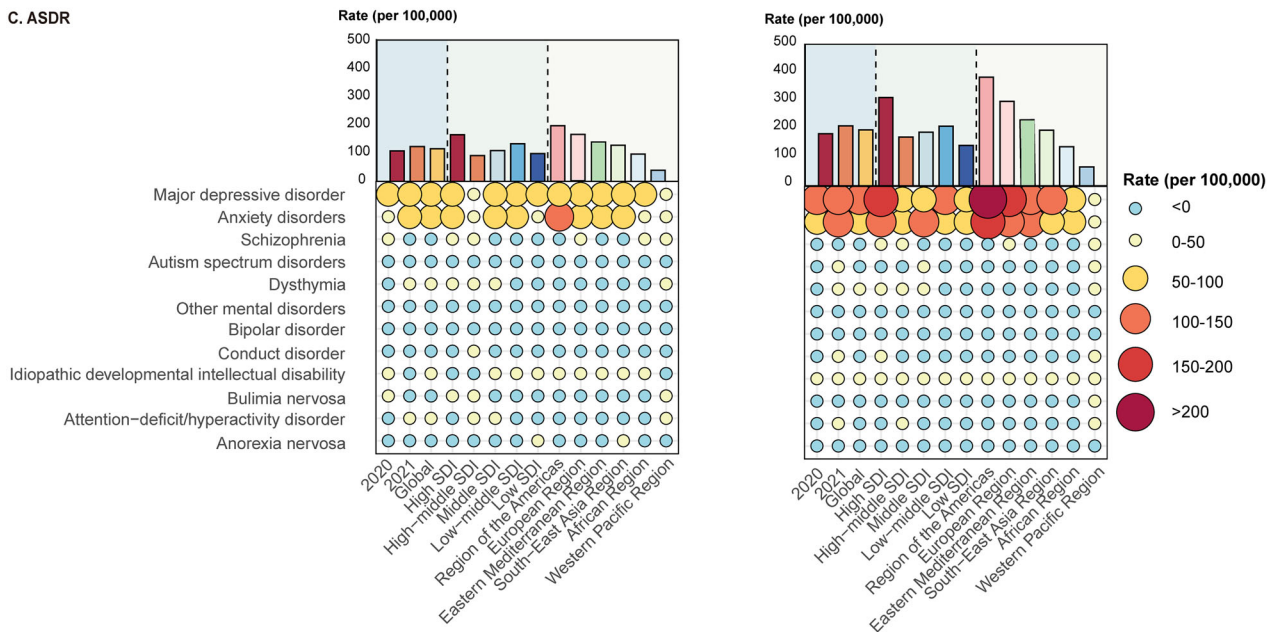 C. ASDR
Rate (per 100,000)
500
400
300
200
100
0
Major depressive disorder
Anxiety disorders
Schizophrenia
Autism spectrum disorders
Dysthymia
Other mental disorders
Bipolar disorder
Conduct disorder
Idiopathic developmental intellectual disability
Bulimia nervosa
Attention−deficit/hyperactivity disorder
Anorexia nervosa
2020
2021
Global
High SDI
High−middle SDI
Middle SDI
Low−middle SDI
Low SDI
Region of the Americas
European Region
Eastern Mediterranean Region
South−East Asia Region
African Region
Western Pacific Region
Rate (per 100,000)
500
400
300
200
100
0
2020
2021
Global
High SDI
High−middle SDI
Middle SDI
Low−middle SDI
Low SDI
Region of the Americas
European Region
Eastern Mediterranean Region
South−East Asia Region
African Region
Western Pacific Region
Rate (per 100,000)
<0
0-50
50-100
100-150
150-200
>200